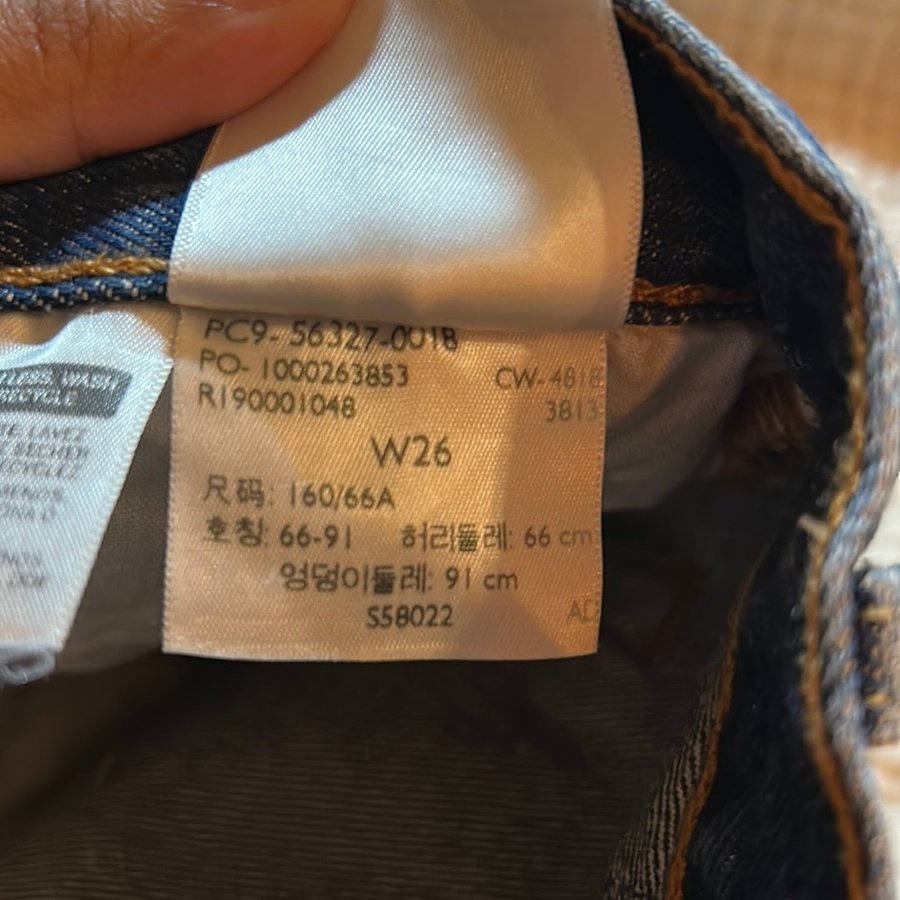 PC9- 56327-0018
PO- 1000263853 CW- 4818
R190001048 3813
W26
尺码: 160/66A
호칭: 66-91 허리둘레: 66 cm
엉덩이둘레: 91 cm
S58022 AD